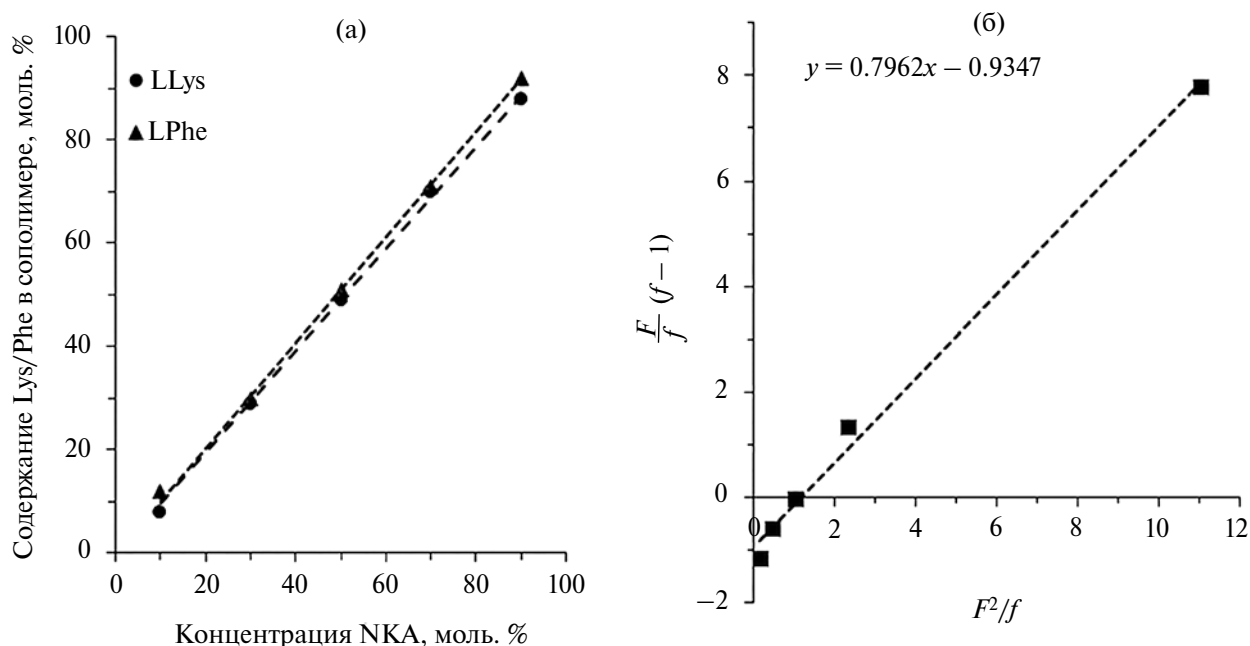 (а)
Содержание Lys/Phe в сополимере, моль. %
100
80
60
40
20
0
LLys
LPhe
0 20 40 60 80 100
Концентрация NKA, моль. %
(б)
y = 0.7962x − 0.9347
F/f (f − 1)
8
6
4
2
0
−2
0 2 4 6 8 10 12
F²/f